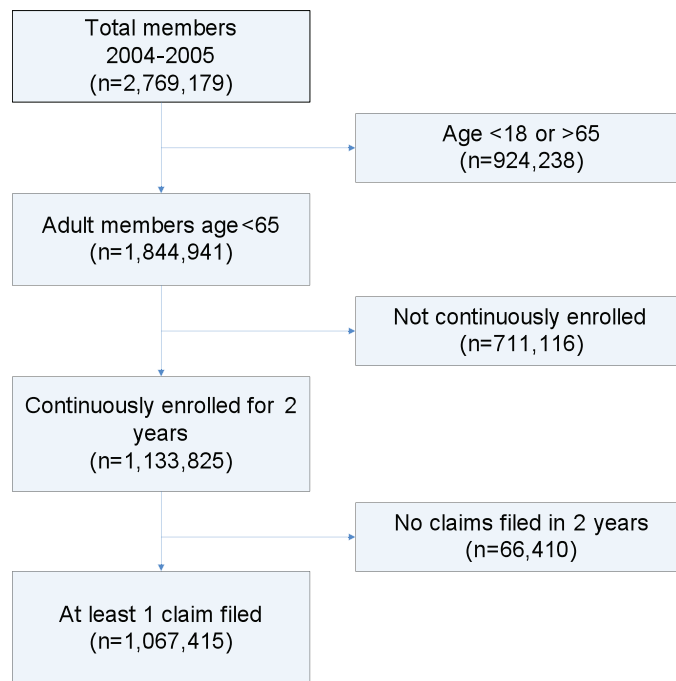 Total members
2004-2005
(n=2,769,179)
Age <18 or >65
(n=924,238)
Adult members age<65
(n=1,844,941)
Not continuously enrolled
(n=711,116)
Continuously enrolled for 2
years
(n=1,133,825)
No claims filed in 2 years
(n=66,410)
At least 1 claim filed
(n=1,067,415)